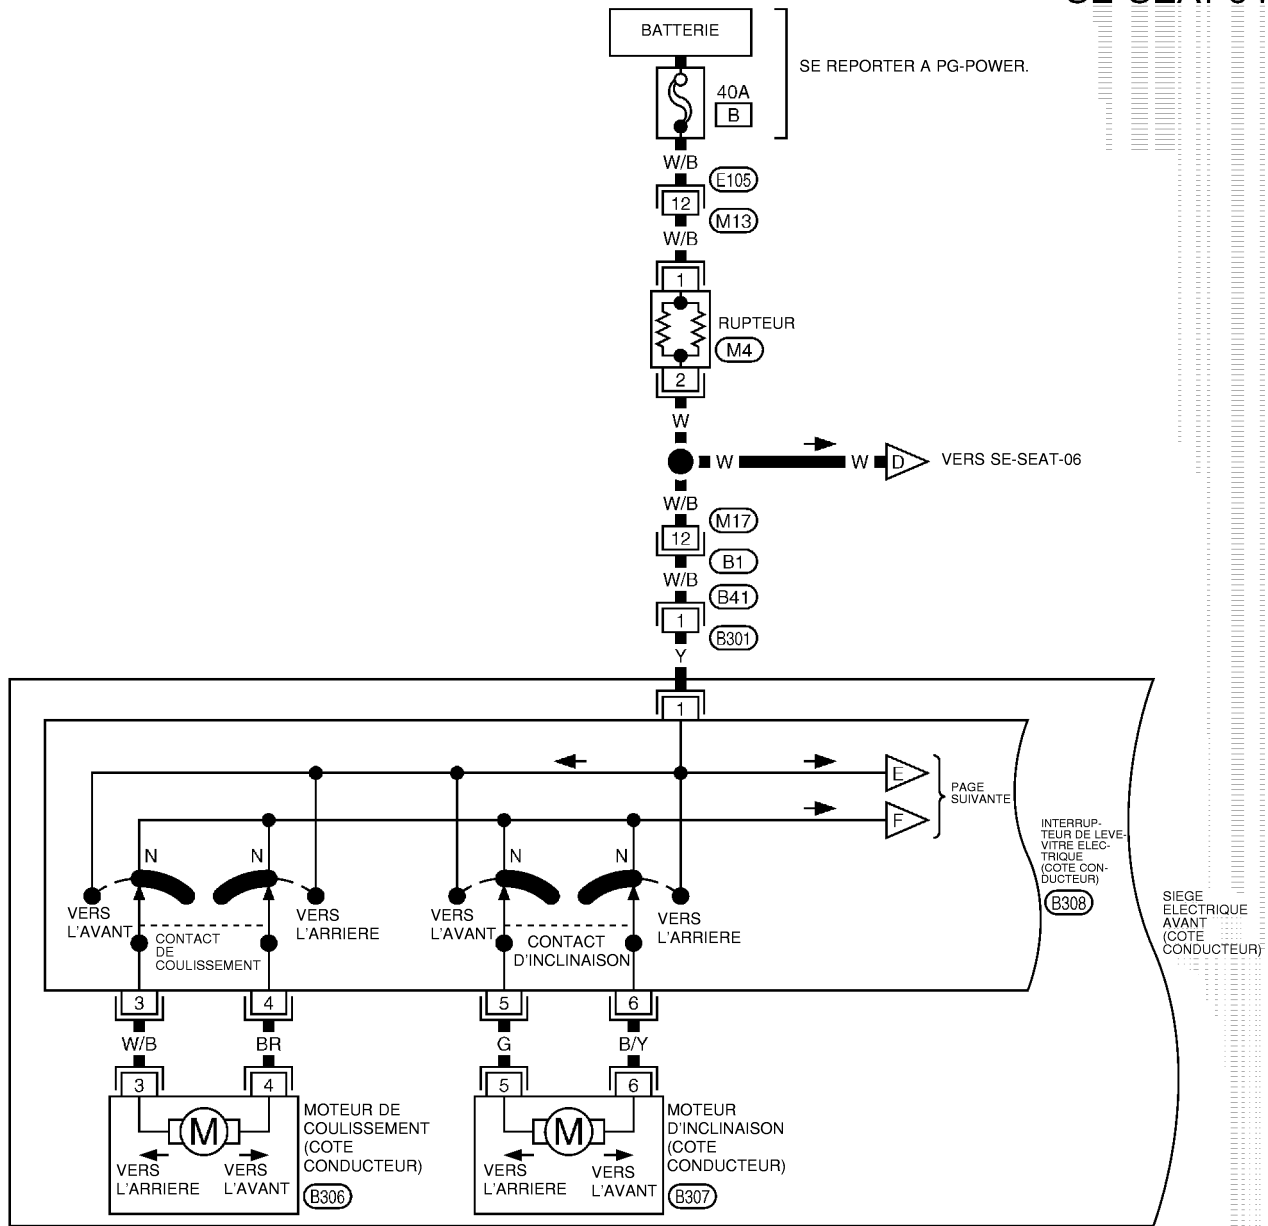 BATTERIE
SE REPORTER A PG-POWER.
40A
B
W/B
E105
12
M13
W/B
1
RUPTEUR
M4
2
W
W
W
D
VERS SE-SEAT-06
W/B
M17
12
B1
W/B
B41
1
B301
Y
1
E
PAGE
SUIVANTE
F
N
N
N
N
VERS
L'AVANT
CONTACT
DE
COULISSEMENT
VERS
L'ARRIERE
VERS
L'AVANT
CONTACT
D'INCLINAISON
VERS
L'ARRIERE
INTERRUP-
TEUR DE LEVE-
VITRE ELEC-
TRIQUE
(COTE CON-
DUCTEUR)
B308
SIEGE
ELECTRIQUE
AVANT
(COTE
CONDUCTEUR)
3
4
5
6
W/B
BR
G
B/Y
3
4
5
6
M
VERS
L'ARRIERE
VERS
L'AVANT
MOTEUR DE
COULISSEMENT
(COTE
CONDUCTEUR)
B306
M
VERS
L'ARRIERE
VERS
L'AVANT
MOTEUR
D'INCLINAISON
(COTE
CONDUCTEUR)
B307